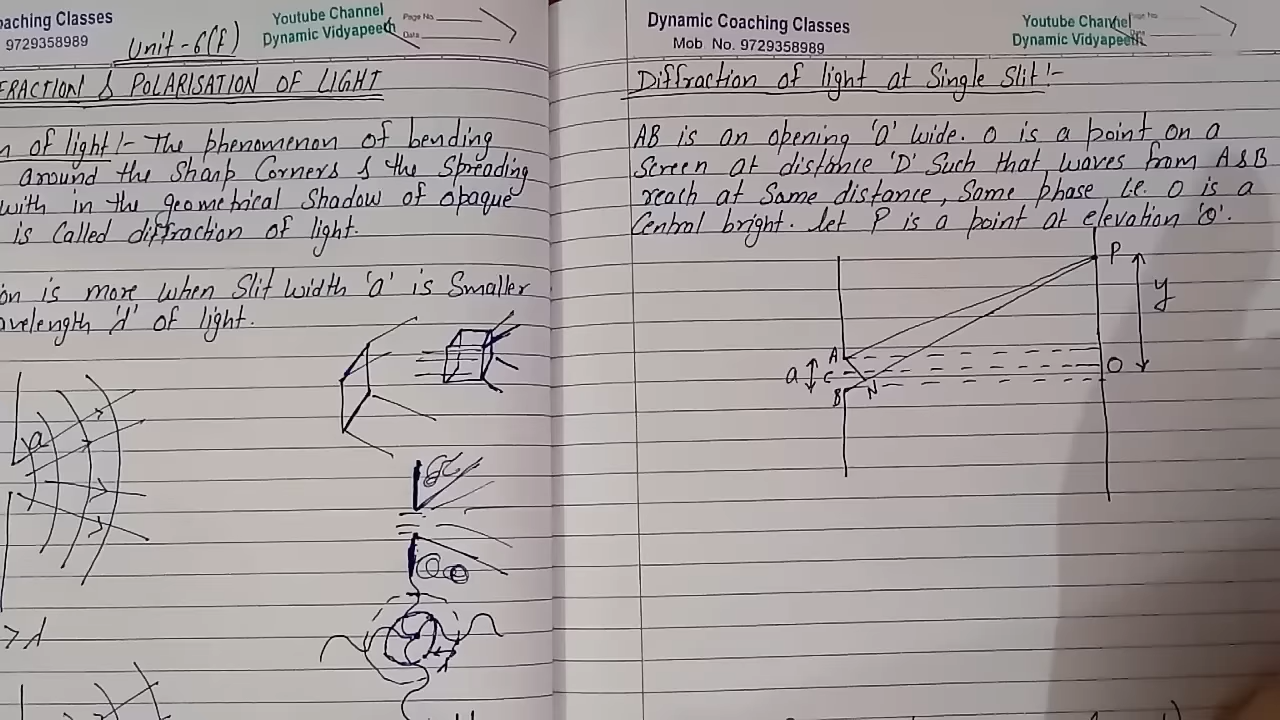 aching Classes
9729358989
Youtube Channel
Dynamic Vidyapeeth
Page No.
Date
Unit-6(f)
FRACTION & POLARISATION OF LIGHT
n of light :- The phenomenon of bending
around the Sharp Corners & the Spreading
with in the geometrical Shadow of opaque
is Called diffraction of light.
on is more when Slit width 'a' is Smaller
avelength 'λ' of light.
a
> λ
Dynamic Coaching Classes
Mob No. 9729358989
Youtube Channel
Dynamic Vidyapeeth
Page No.
Diffraction of light at Single Slit :-
AB is an opening 'a' wide. O is a point on a
Screen at distance 'D' Such that, waves from A & B
reach at Same distance, Same phase i.e. O is a
Central bright. let P is a point at elevation 'θ'.
P
y
A
a
C
O
B
N